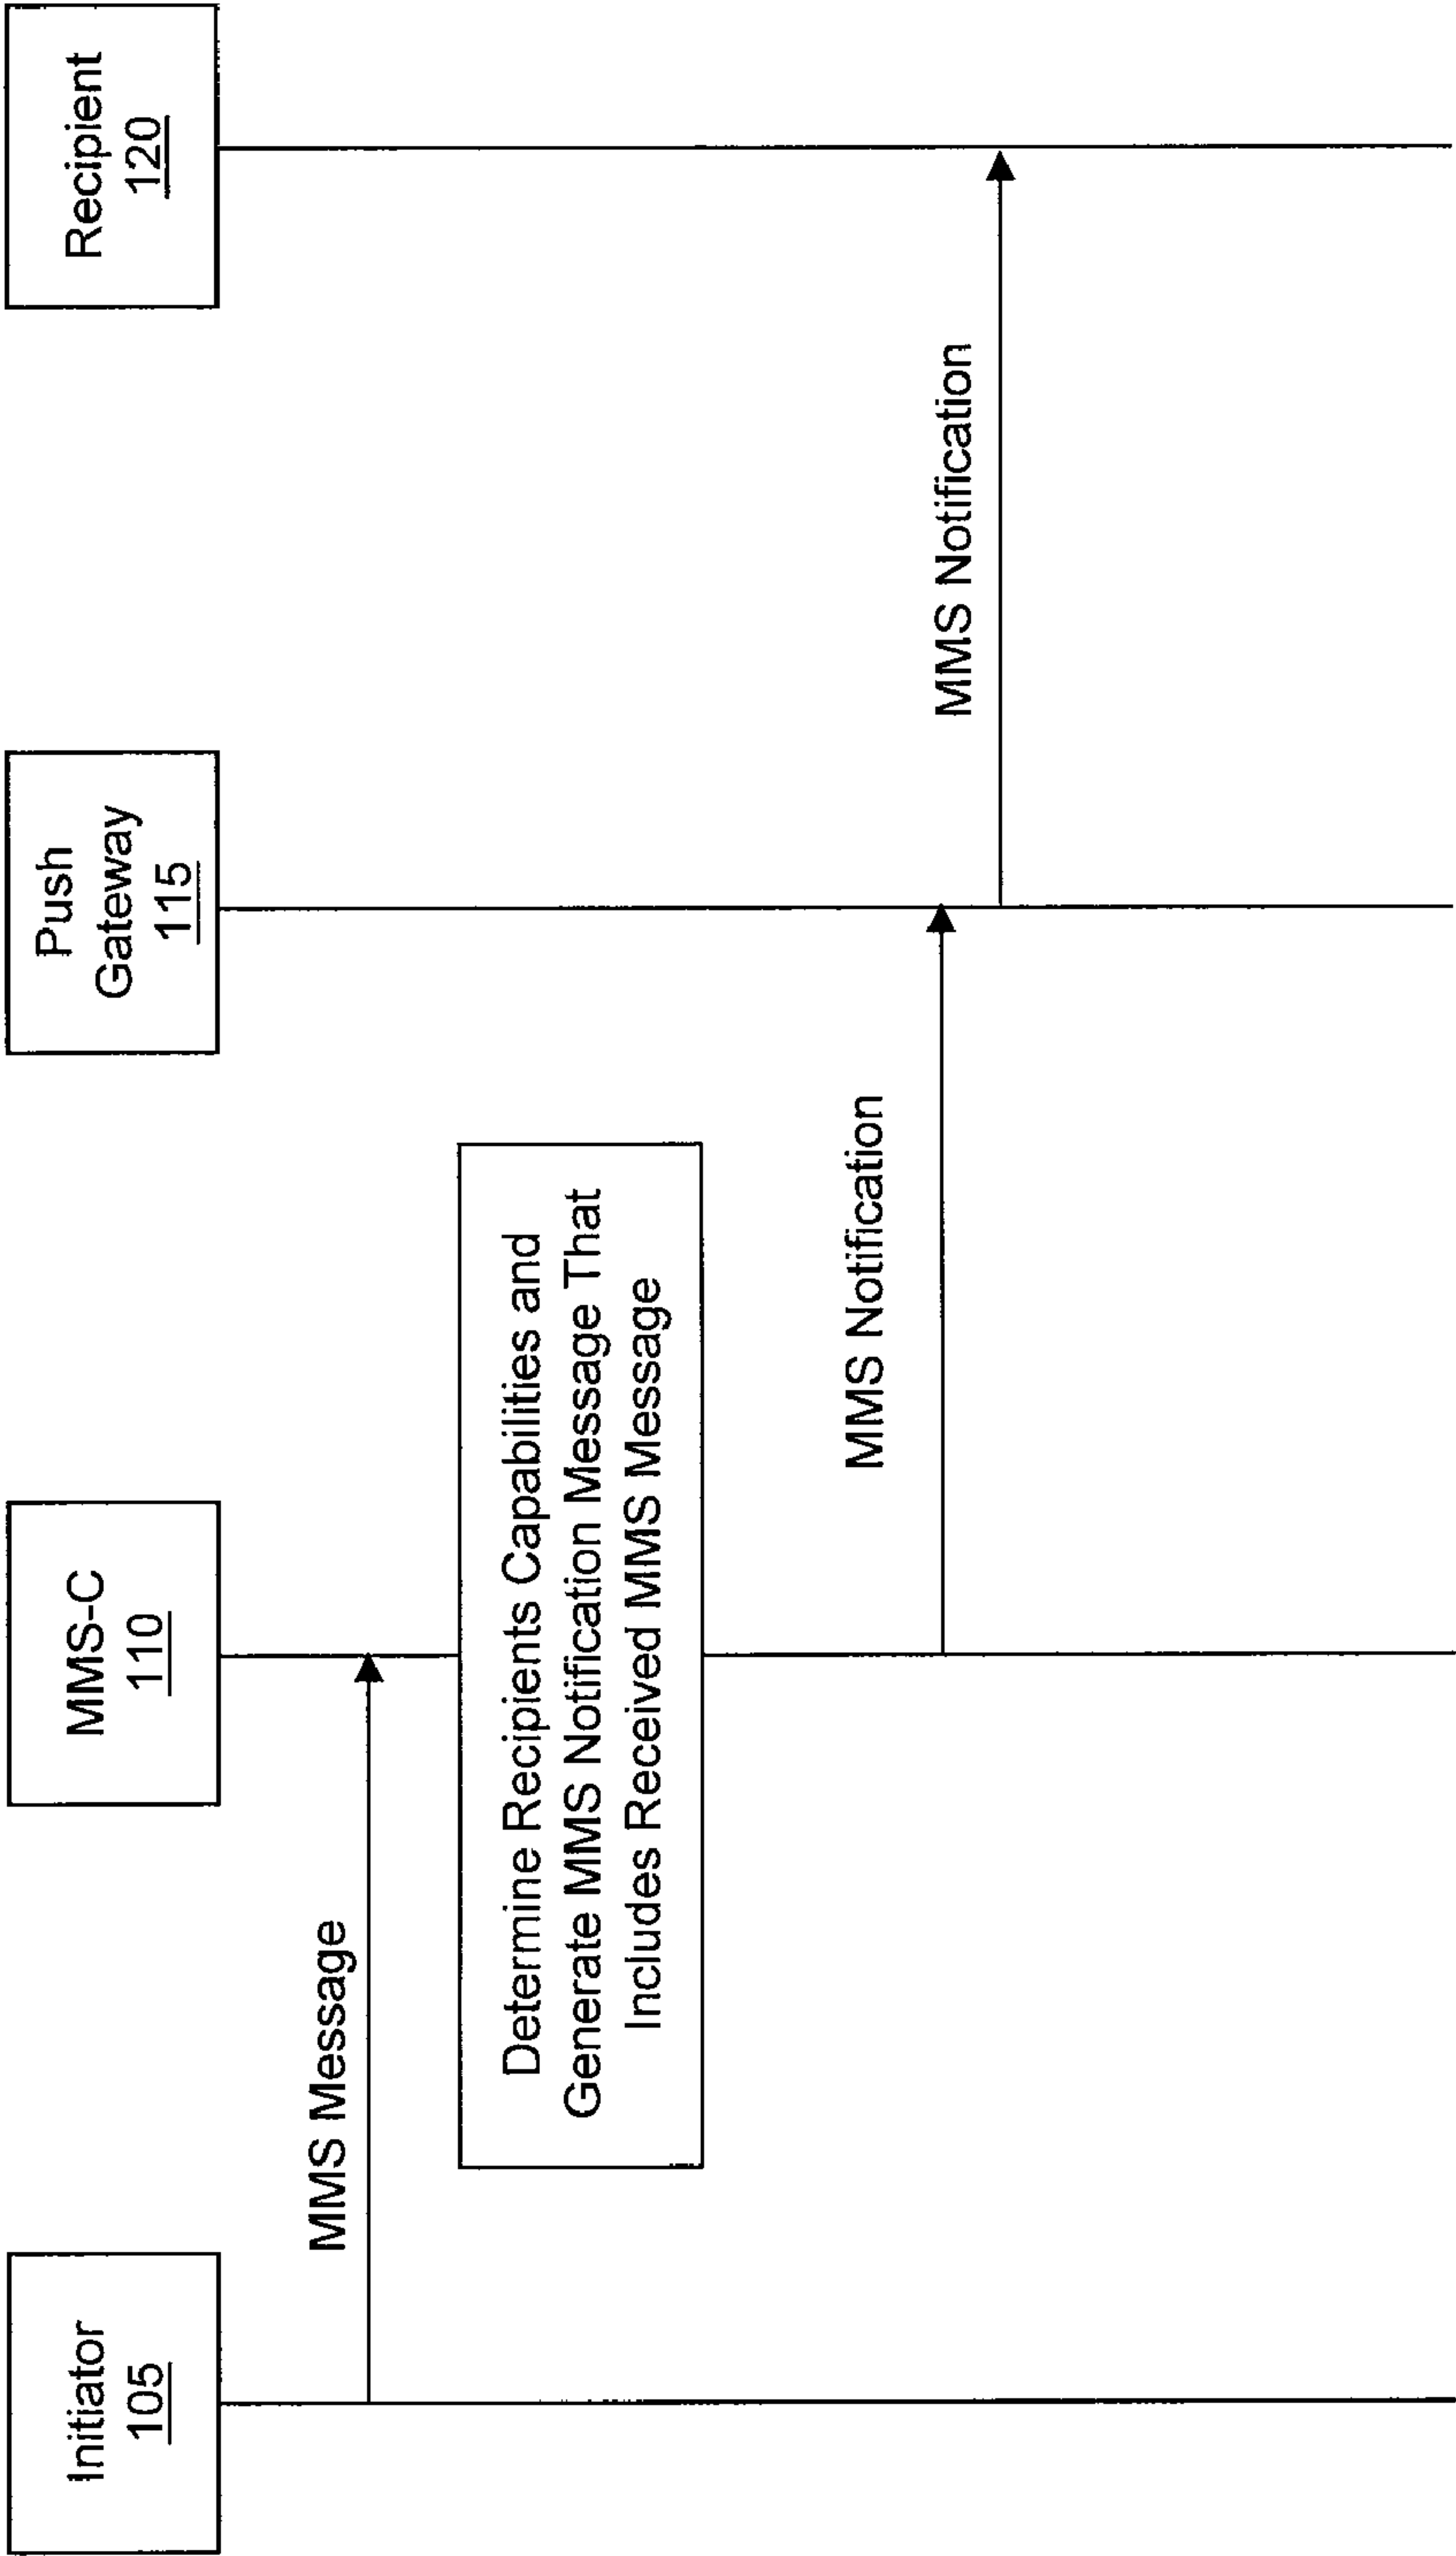 Initiator
105
MMS-C
110
Push
Gateway
115
Recipient
120
MMS Message
Determine Recipients Capabilities and
Generate MMS Notification Message That
Includes Received MMS Message
MMS Notification
MMS Notification